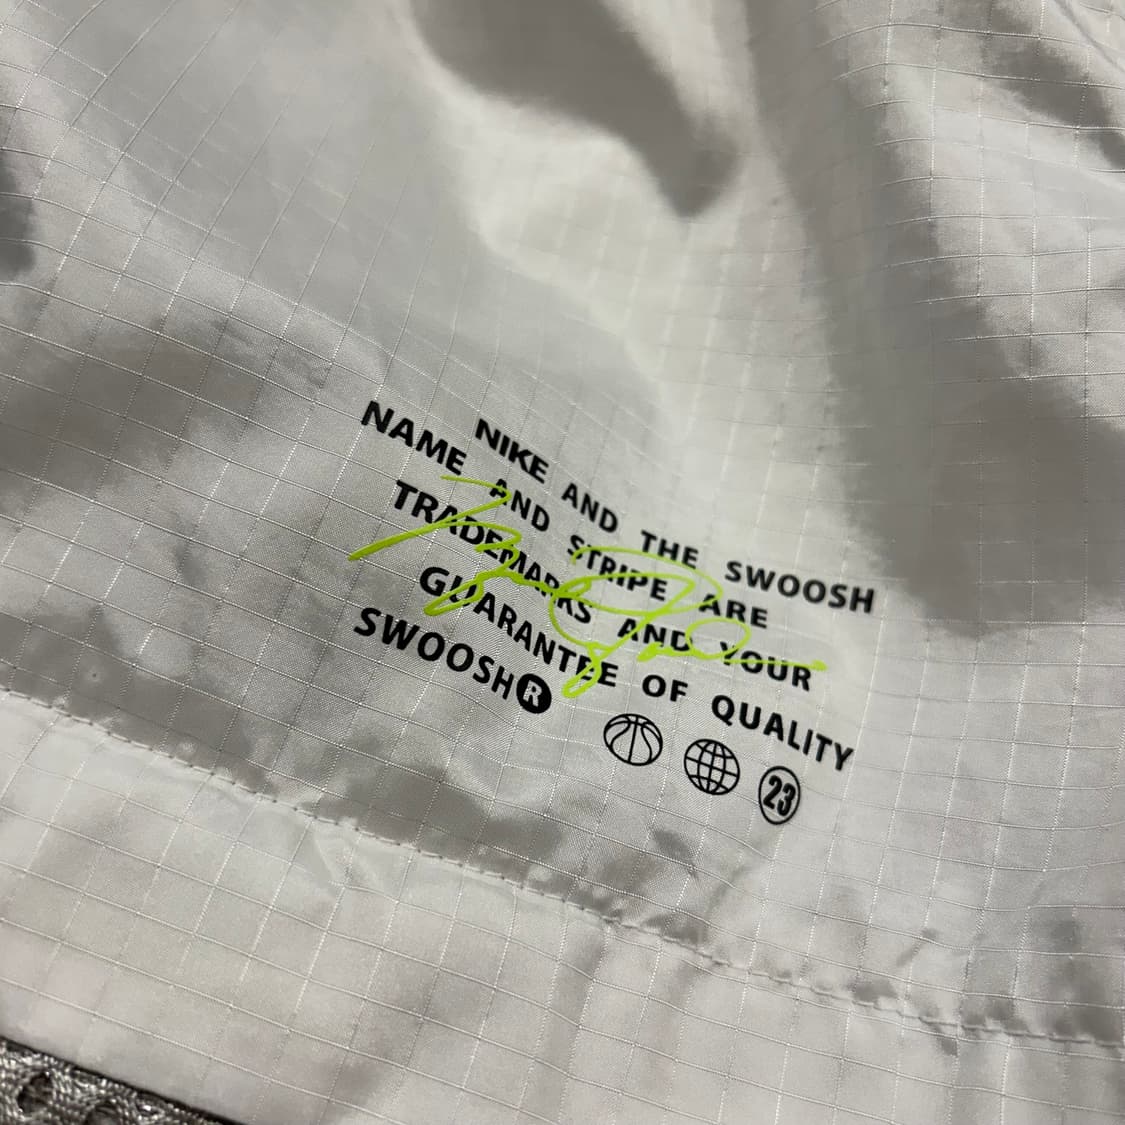 NIKE AND THE SWOOSH
NAME AND STRIPE ARE
TRADEMARKS AND YOUR
GUARANTEE OF QUALITY
SWOOSH®
23